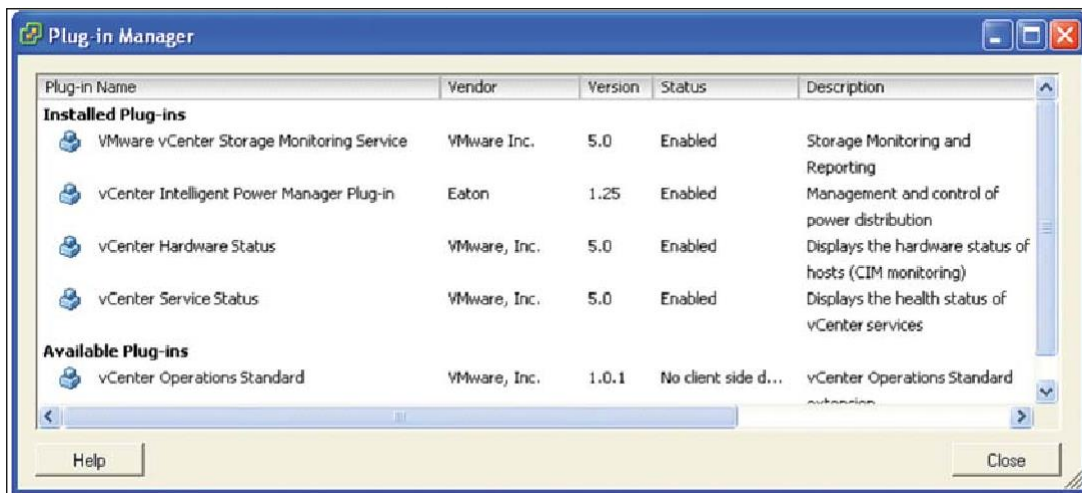 Plug-in Manager
Plug-in Name Vendor Version Status Description
Installed Plug-ins
VMware vCenter Storage Monitoring Service VMware Inc. 5.0 Enabled Storage Monitoring and
Reporting
vCenter Intelligent Power Manager Plug-in Eaton 1.25 Enabled Management and control of
power distribution
vCenter Hardware Status VMware, Inc. 5.0 Enabled Displays the hardware status of
hosts (CIM monitoring)
vCenter Service Status VMware, Inc. 5.0 Enabled Displays the health status of
vCenter services
Available Plug-ins
vCenter Operations Standard VMware, Inc. 1.0.1 No client side d... vCenter Operations Standard
extension
Help Close